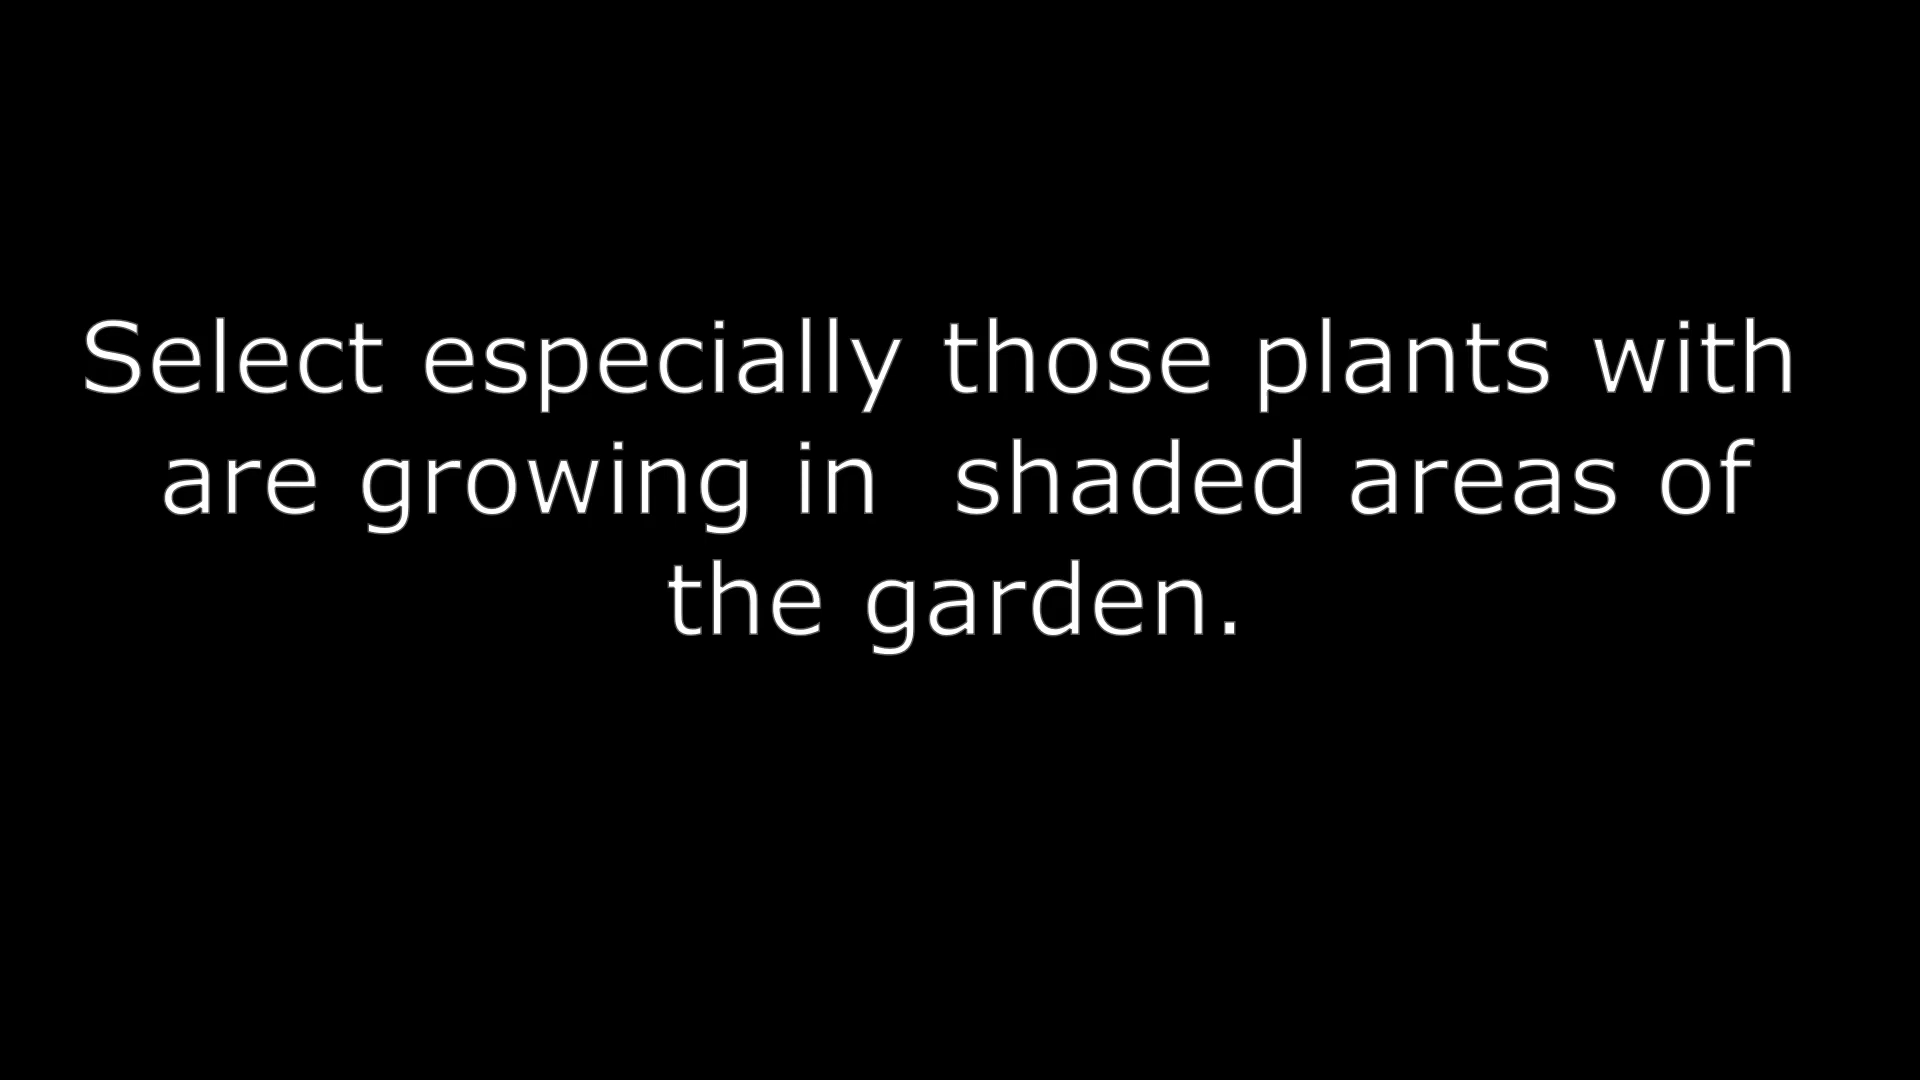 Select especially those plants with
are growing in  shaded areas of
the garden.